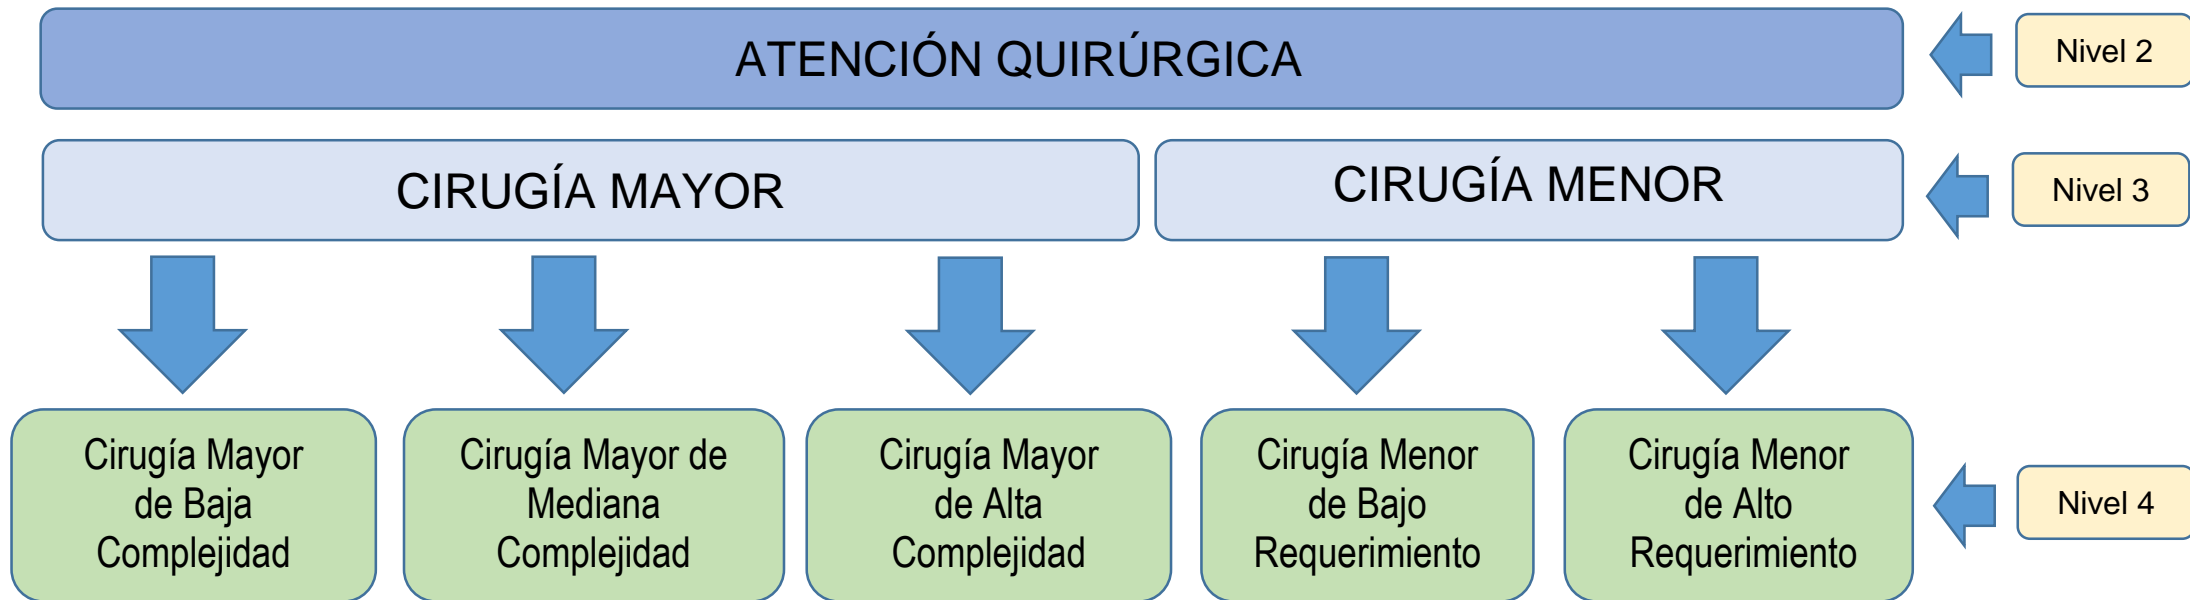 ATENCIÓN QUIRÚRGICA
Nivel 2
CIRUGÍA MAYOR
CIRUGÍA MENOR
Nivel 3
Cirugía Mayor
de Baja
Complejidad
Cirugía Mayor de
Mediana
Complejidad
Cirugía Mayor
de Alta
Complejidad
Cirugía Menor
de Bajo
Requerimiento
Cirugía Menor
de Alto
Requerimiento
Nivel 4